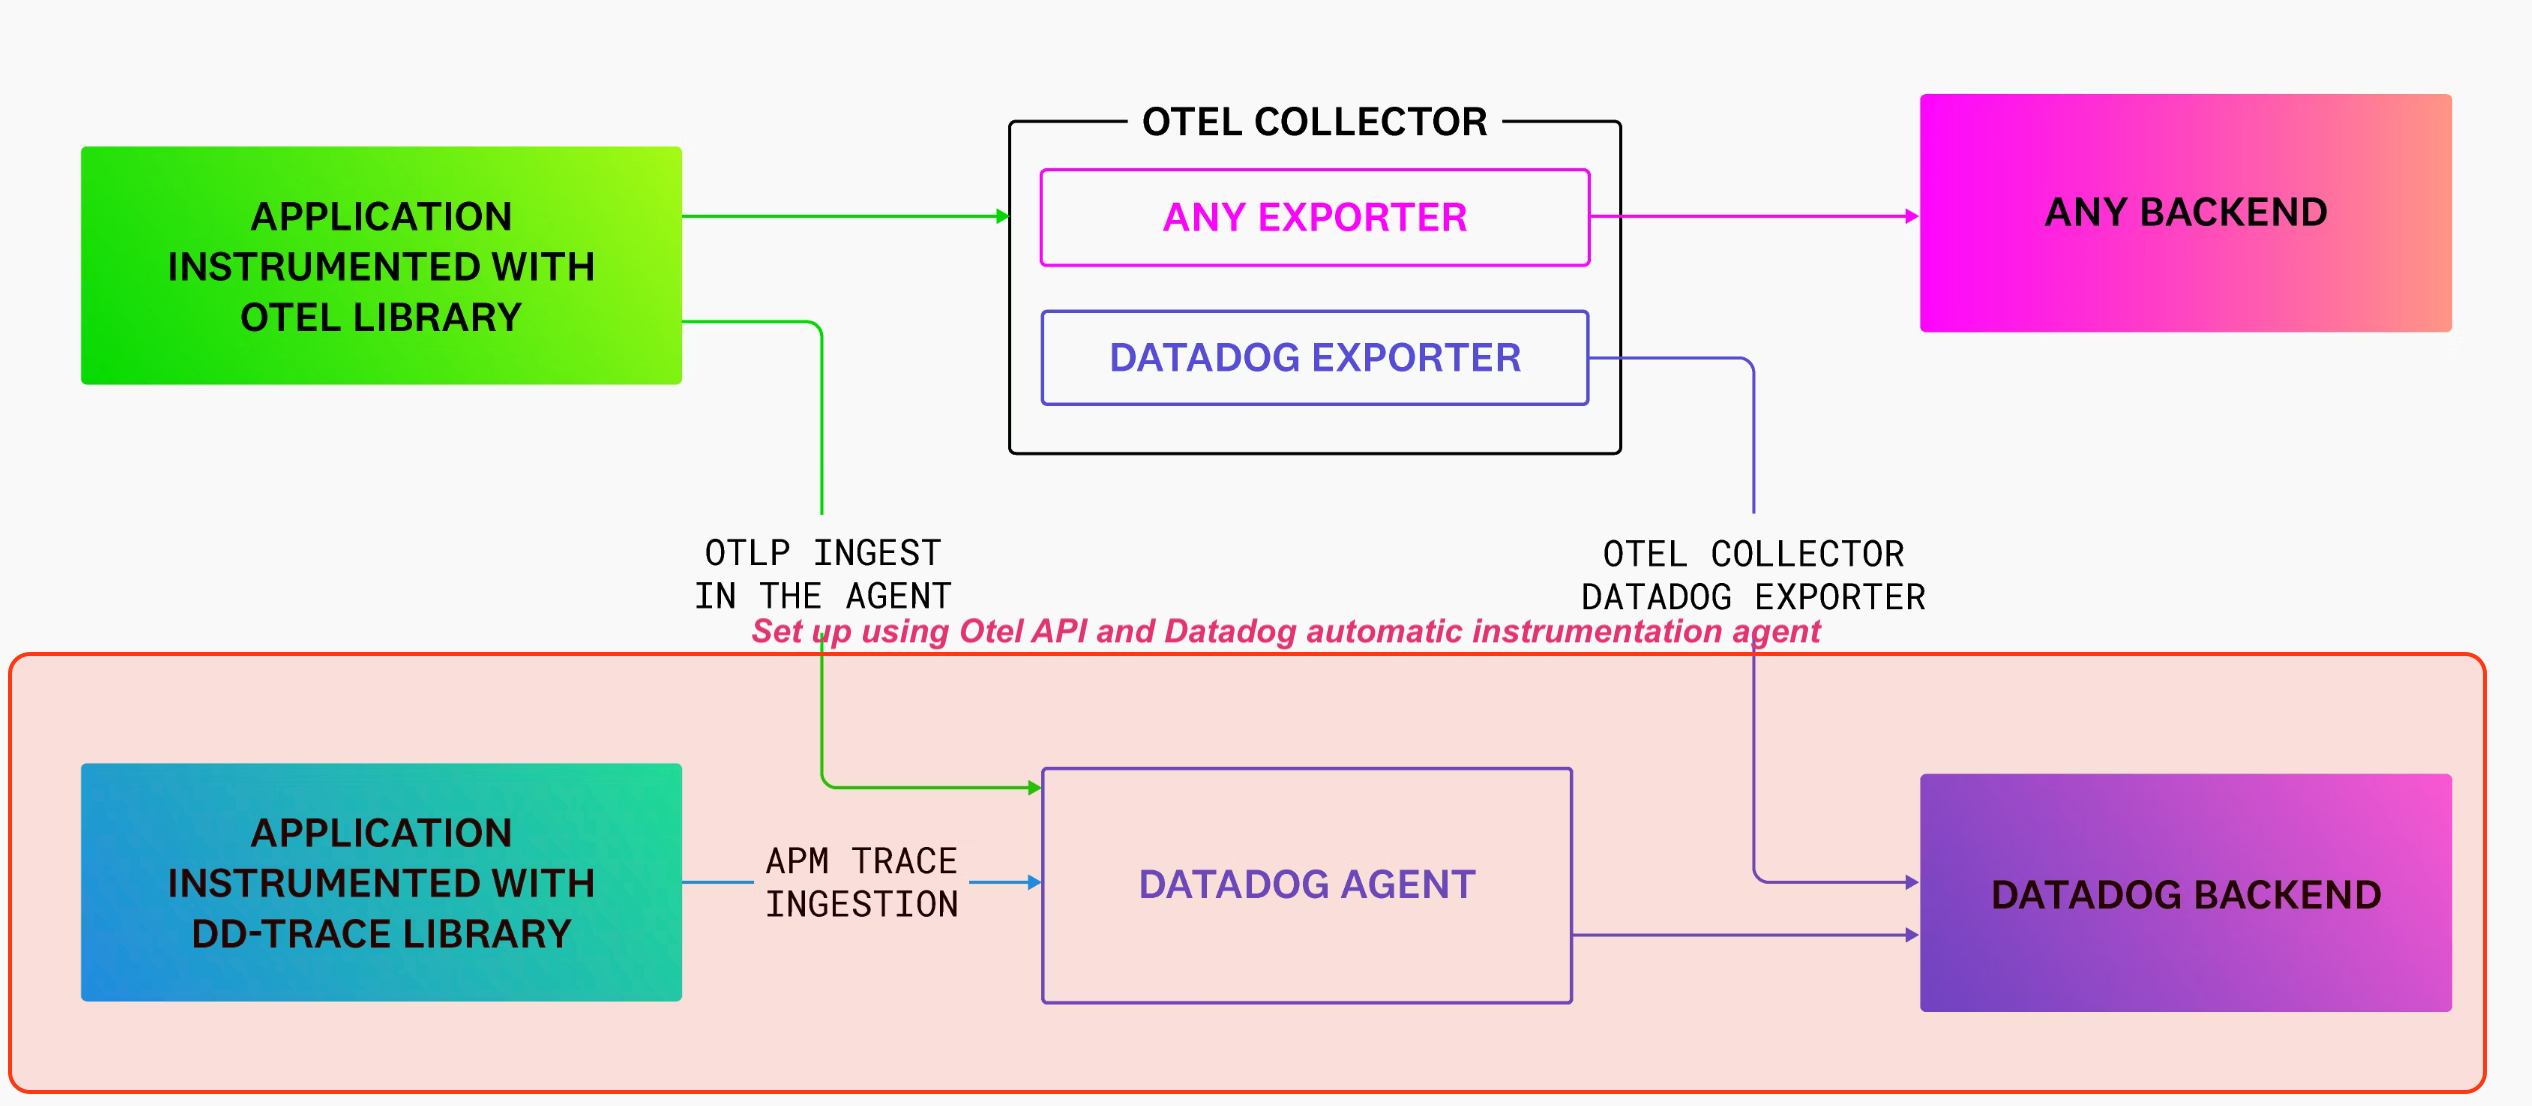 OTEL COLLECTOR
APPLICATION
INSTRUMENTED WITH
OTEL LIBRARY
ANY EXPORTER
ANY BACKEND
DATADOG EXPORTER
OTLP INGEST
IN THE AGENT
OTEL COLLECTOR
DATADOG EXPORTER
Set up using Otel API and Datadog automatic instrumentation agent
APPLICATION
INSTRUMENTED WITH
DD-TRACE LIBRARY
APM TRACE
INGESTION
DATADOG AGENT
DATADOG BACKEND